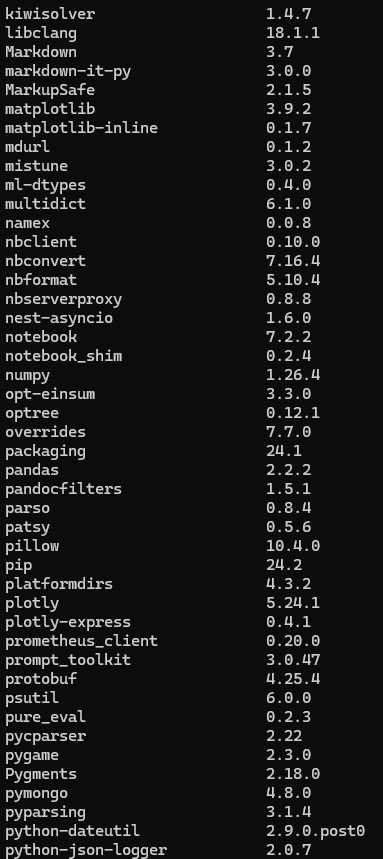 kiwisolver 1.4.7
libclang 18.1.1
Markdown 3.7
markdown-it-py 3.0.0
MarkupSafe 2.1.5
matplotlib 3.9.2
matplotlib-inline 0.1.7
mdurl 0.1.2
mistune 3.0.2
ml-dtypes 0.4.0
multidict 6.1.0
namex 0.0.8
nbclient 0.10.0
nbconvert 7.16.4
nbformat 5.10.4
nbserverproxy 0.8.8
nest-asyncio 1.6.0
notebook 7.2.2
notebook_shim 0.2.4
numpy 1.26.4
opt-einsum 3.3.0
optree 0.12.1
overrides 7.7.0
packaging 24.1
pandas 2.2.2
pandocfilters 1.5.1
parso 0.8.4
patsy 0.5.6
pillow 10.4.0
pip 24.2
platformdirs 4.3.2
plotly 5.24.1
plotly-express 0.4.1
prometheus_client 0.20.0
prompt_toolkit 3.0.47
protobuf 4.25.4
psutil 6.0.0
pure_eval 0.2.3
pycparser 2.22
pygame 2.3.0
Pygments 2.18.0
pymongo 4.8.0
pyparsing 3.1.4
python-dateutil 2.9.0.post0
python-json-logger 2.0.7